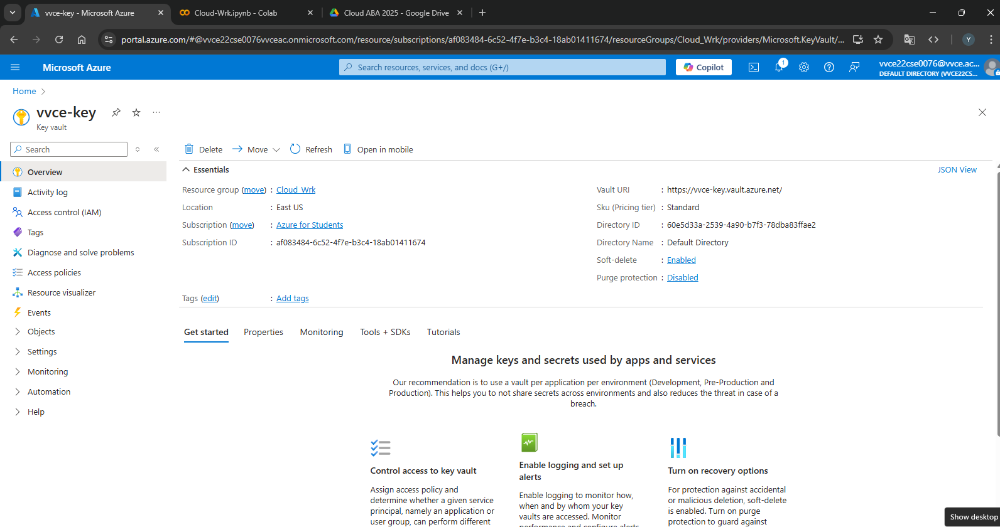 vvce-key - Microsoft Azure
Cloud-Wrk.ipynb - Colab
Cloud ABA 2025 - Google Drive
portal.azure.com/#@vvce22cse0076vvceac.onmicrosoft.com/resource/subscriptions/af083484-6c52-4f7e-b3c4-18ab01411674/resourceGroups/Cloud_Wrk/providers/Microsoft.KeyVault/...
Y
Microsoft Azure
Search resources, services, and docs (G+/)
Copilot
1
vvce22cse0076@vvce.ac...
DEFAULT DIRECTORY (VVCE22CS...
Home
vvce-key
Key vault
Search
Overview
Activity log
Access control (IAM)
Tags
Diagnose and solve problems
Access policies
Resource visualizer
Events
Objects
Settings
Monitoring
Automation
Help
Delete
Move
Refresh
Open in mobile
Essentials
JSON View
Resource group (move) : Cloud_Wrk
Location : East US
Subscription (move) : Azure for Students
Subscription ID : af083484-6c52-4f7e-b3c4-18ab01411674
Vault URI : https://vvce-key.vault.azure.net/
Sku (Pricing tier) : Standard
Directory ID : 60e5d33a-2539-4a90-b7f3-78dba83ffae2
Directory Name : Default Directory
Soft-delete : Enabled
Purge protection : Disabled
Tags (edit) : Add tags
Get started
Properties
Monitoring
Tools + SDKs
Tutorials
Manage keys and secrets used by apps and services
Our recommendation is to use a vault per application per environment (Development, Pre-Production and
Production). This helps you to not share secrets across environments and also reduces the threat in case of a
breach.
Control access to key vault
Assign access policy and
determine whether a given service
principal, namely an application or
user group, can perform different
Enable logging and set up
alerts
Enable logging to monitor how,
when and by whom your key
vaults are accessed. Monitor
performance and configure alerts
Turn on recovery options
For protection against accidental
or malicious deletion, soft-delete
is enabled. Turn on purge
protection to guard against
Show desktop